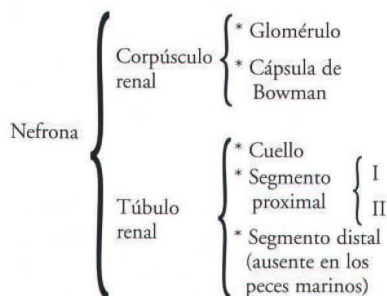 Nefrona
Corpúsculo
renal
* Glomérulo
* Cápsula de
Bowman
Túbulo
renal
* Cuello
* Segmento
proximal
I
II
* Segmento distal
(ausente en los
peces marinos)